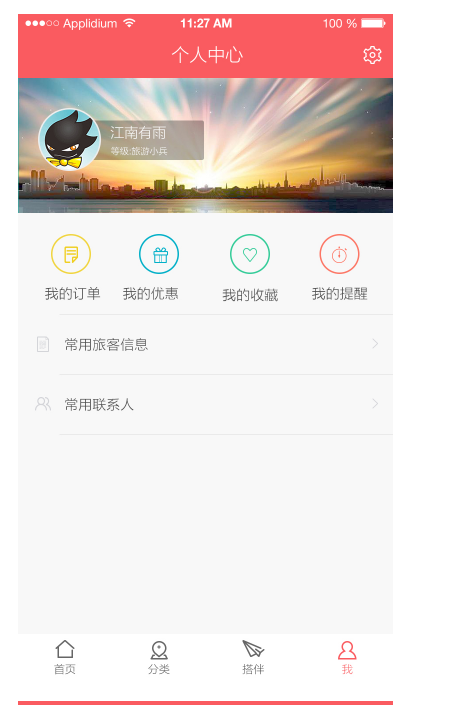 Applidium 11:27 AM 100 %
个人中心
江南有雨
等级:旅游小兵
我的订单 我的优惠 我的收藏 我的提醒
常用旅客信息
常用联系人
首页 分类 搭伴 我